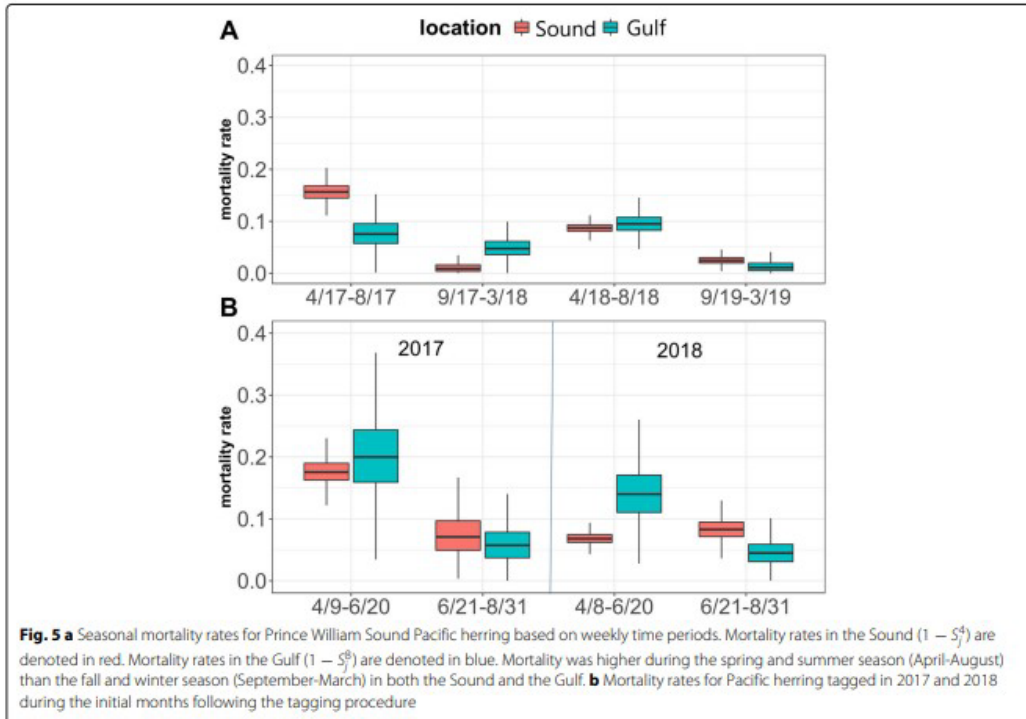 A location Sound Gulf
0.4
0.3
0.2
0.1
0.0
mortality rate
4/17-8/17 9/17-3/18 4/18-8/18 9/19-3/19
B
0.4 2017 2018
0.3
0.2
0.1
0.0
mortality rate
4/9-6/20 6/21-8/31 4/8-6/20 6/21-8/31
Fig. 5 a Seasonal mortality rates for Prince William Sound Pacific herring based on weekly time periods. Mortality rates in the Sound (1 − S_j^4) are
denoted in red. Mortality rates in the Gulf (1 − S_j^8) are denoted in blue. Mortality was higher during the spring and summer season (April-August)
than the fall and winter season (September-March) in both the Sound and the Gulf. b Mortality rates for Pacific herring tagged in 2017 and 2018
during the initial months following the tagging procedure